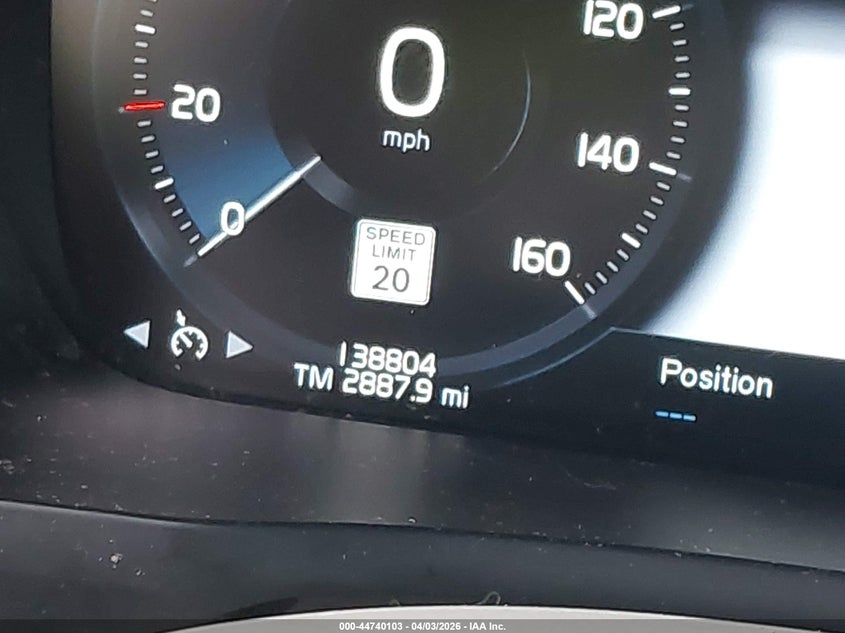 120
0
20
mph
140
0
SPEED
LIMIT
20
160
138804
TM 2887.9 mi
Position
---
000-44740103 - 04/03/2026 - IAA Inc.